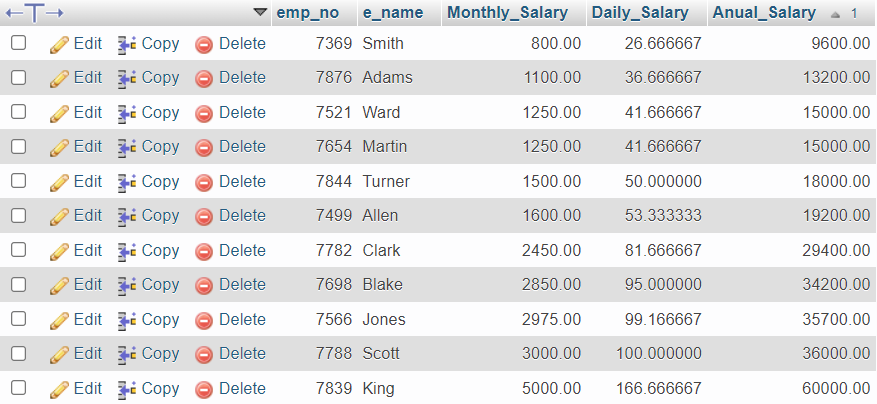 emp_no e_name Monthly_Salary Daily_Salary Anual_Salary 1
Edit Copy Delete 7369 Smith 800.00 26.666667 9600.00
Edit Copy Delete 7876 Adams 1100.00 36.666667 13200.00
Edit Copy Delete 7521 Ward 1250.00 41.666667 15000.00
Edit Copy Delete 7654 Martin 1250.00 41.666667 15000.00
Edit Copy Delete 7844 Turner 1500.00 50.000000 18000.00
Edit Copy Delete 7499 Allen 1600.00 53.333333 19200.00
Edit Copy Delete 7782 Clark 2450.00 81.666667 29400.00
Edit Copy Delete 7698 Blake 2850.00 95.000000 34200.00
Edit Copy Delete 7566 Jones 2975.00 99.166667 35700.00
Edit Copy Delete 7788 Scott 3000.00 100.000000 36000.00
Edit Copy Delete 7839 King 5000.00 166.666667 60000.00